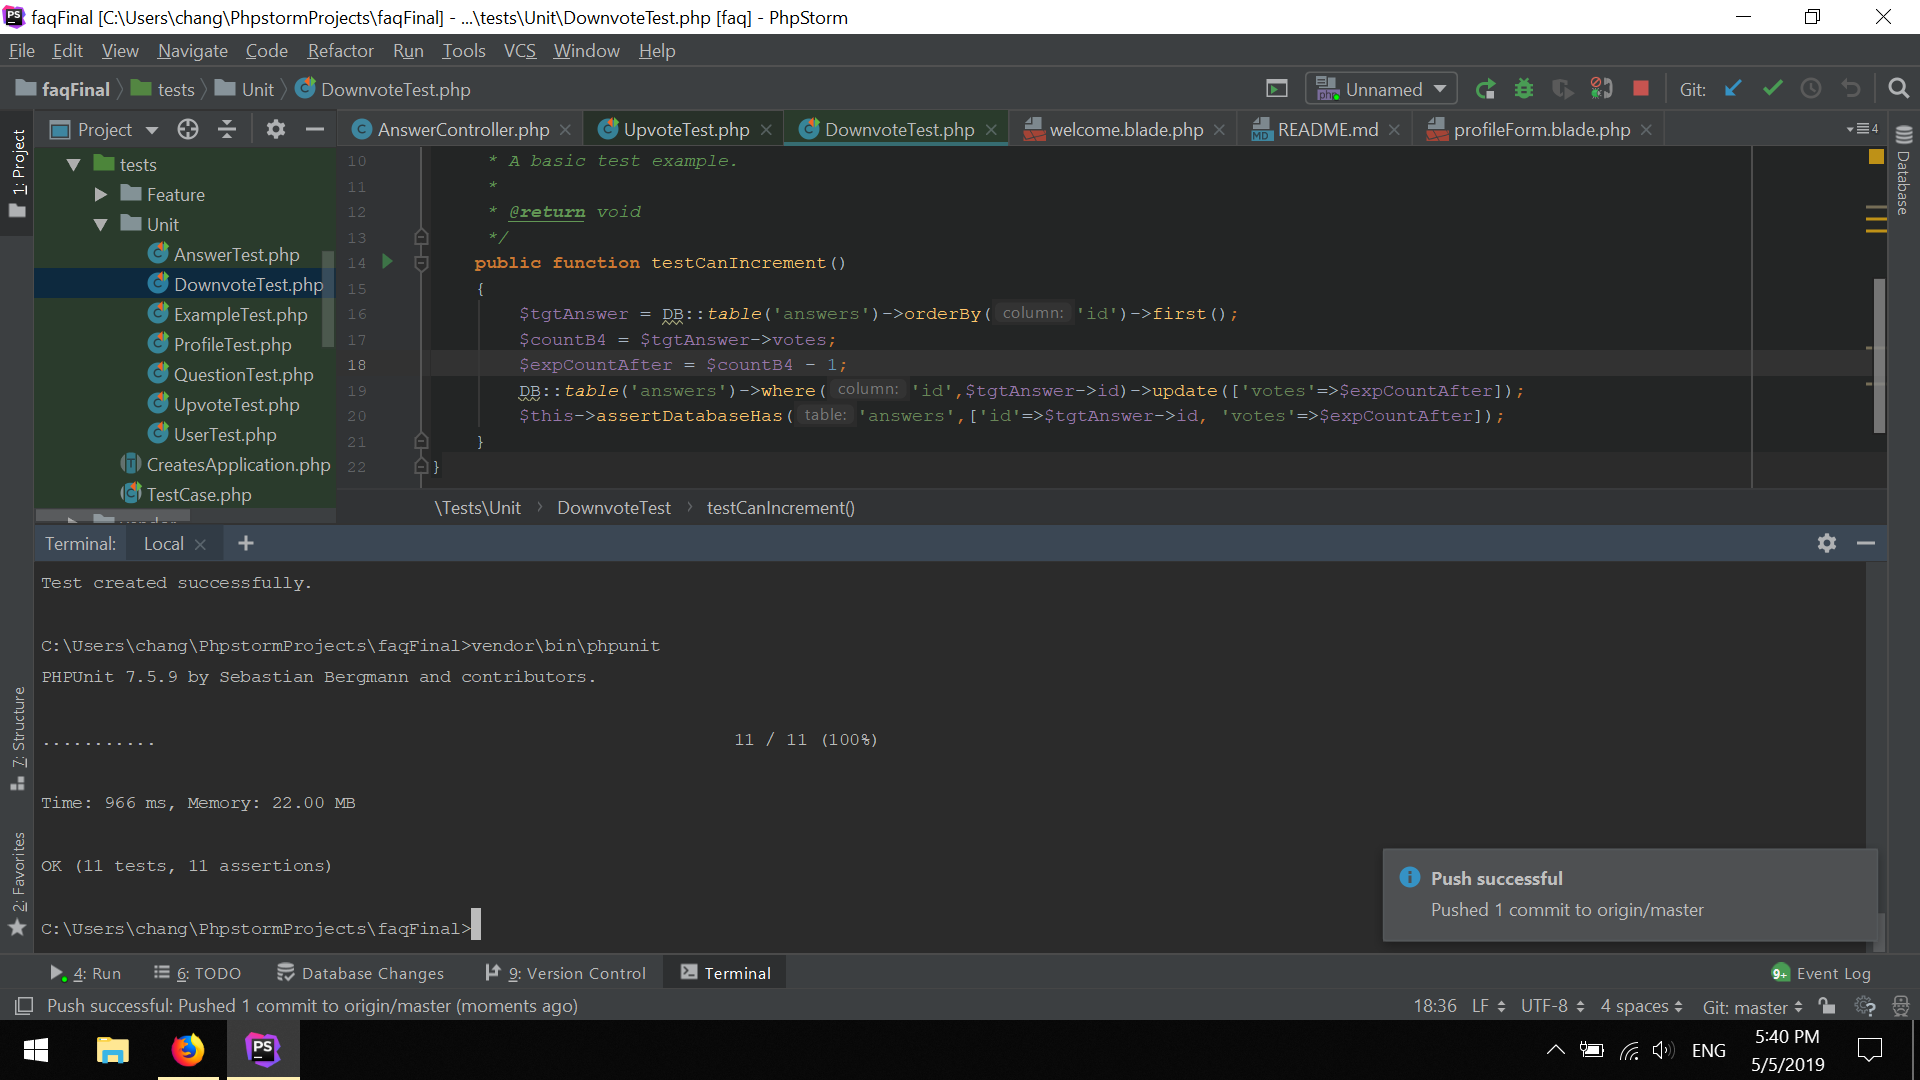 faqFinal [C:\Users\chang\PhpstormProjects\faqFinal] - ...\tests\Unit\DownvoteTest.php [faq] - PhpStorm
File Edit View Navigate Code Refactor Run Tools VCS Window Help
faqFinal tests Unit DownvoteTest.php
Unnamed Git:
Project
AnswerController.php UpvoteTest.php DownvoteTest.php welcome.blade.php README.md profileForm.blade.php 4
1: Project
7: Structure
2: Favorites
Database
tests
Feature
Unit
AnswerTest.php
DownvoteTest.php
ExampleTest.php
ProfileTest.php
QuestionTest.php
UpvoteTest.php
UserTest.php
CreatesApplication.php
TestCase.php
10 * A basic test example.
11 *
12 * @return void
13 */
14 public function testCanIncrement()
15 {
16 $tgtAnswer = DB::table('answers')->orderBy( column: 'id')->first();
17 $countB4 = $tgtAnswer->votes;
18 $expCountAfter = $countB4 - 1;
19 DB::table('answers')->where( column: 'id',$tgtAnswer->id)->update(['votes'=>$expCountAfter]);
20 $this->assertDatabaseHas( table: 'answers',['id'=>$tgtAnswer->id, 'votes'=>$expCountAfter]);
21 }
22 }
\Tests\Unit › DownvoteTest › testCanIncrement()
Terminal: Local
Test created successfully.
C:\Users\chang\PhpstormProjects\faqFinal>vendor\bin\phpunit
PHPUnit 7.5.9 by Sebastian Bergmann and contributors.
........... 11 / 11 (100%)
Time: 966 ms, Memory: 22.00 MB
OK (11 tests, 11 assertions)
C:\Users\chang\PhpstormProjects\faqFinal>
Push successful
Pushed 1 commit to origin/master
4: Run 6: TODO Database Changes 9: Version Control Terminal 9+ Event Log
Push successful: Pushed 1 commit to origin/master (moments ago) 18:36 LF UTF-8 4 spaces Git: master
PS ENG 5:40 PM
5/5/2019